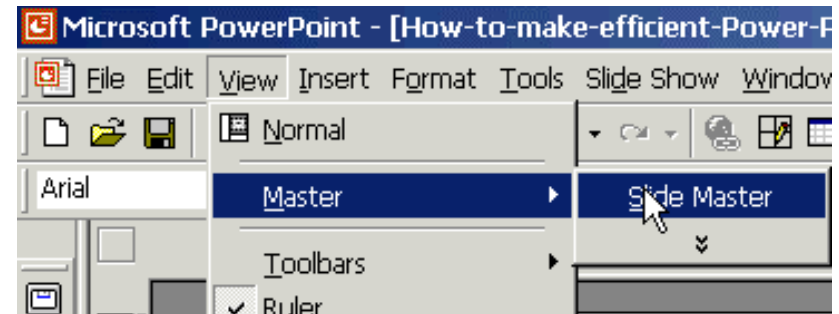 Microsoft PowerPoint - [How-to-make-efficient-Power-P
File Edit View Insert Format Tools Slide Show Window
Normal
Arial
Master
Slide Master
Toolbars
Ruler